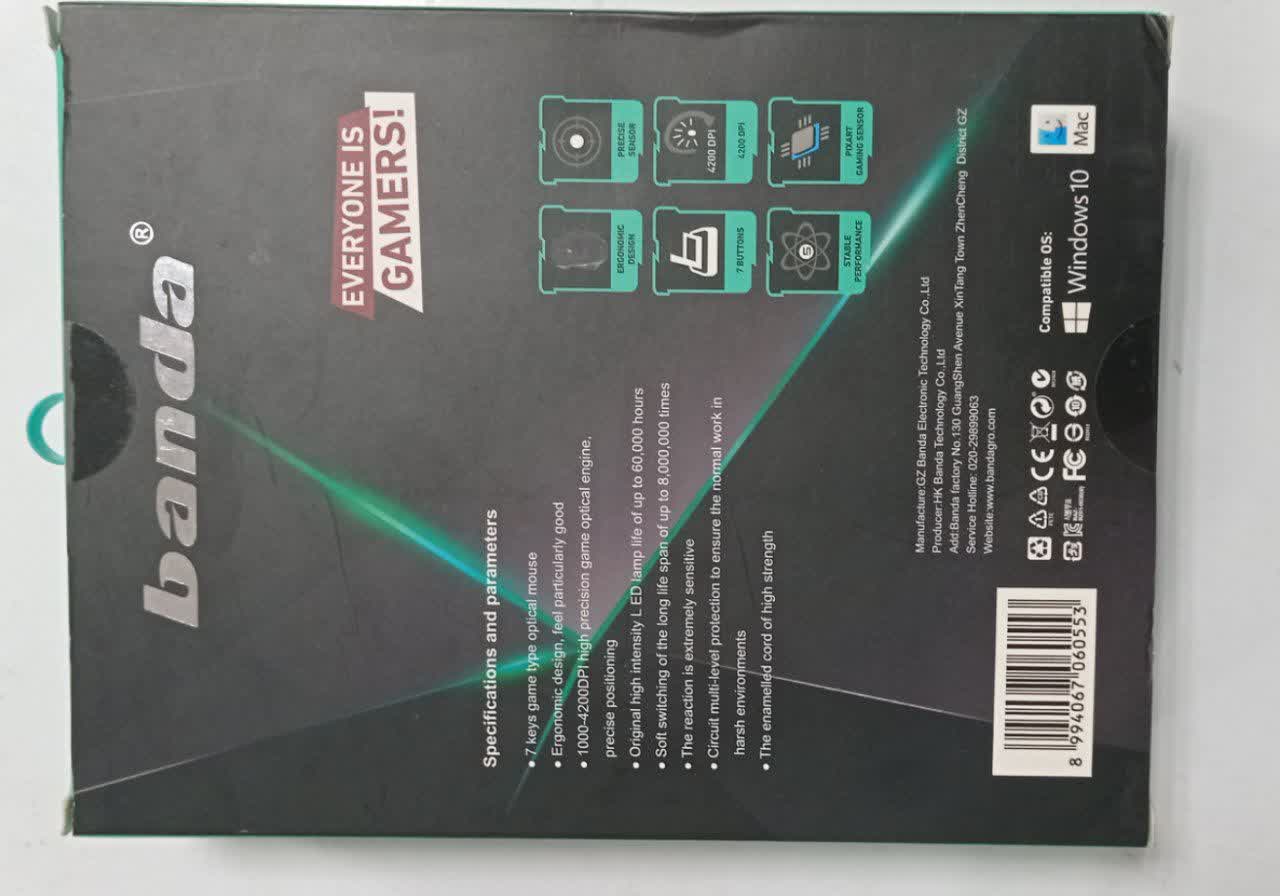 banda®
EVERYONE IS
GAMERS!
Specifications and parameters
• 7 keys game type optical mouse
• Ergonomic design, feel particularly good
• 1000-4200DPI high precision game optical engine,
precise positioning
• Original high intensity L ED lamp life of up to 60,000 hours
• Soft switching of the long life span of up to 8,000,000 times
• The reaction is extremely sensitive
• Circuit multi-level protection to ensure the normal work in
harsh environments
• The enamelled cord of high strength
ERGONOMIC
DESIGN
PRECISE
SENSOR
7 BUTTONS
4200 DPI
4200 DPI
STABLE
PERFORMANCE
PIXART
GAMING SENSOR
Manufacture:GZ Banda Electronic Technology Co.,Ltd
Producer:HK Banda Technology Co.,Ltd
Add:Banda factory No.130 GuangShen Avenue XinTang Town ZhenCheng District GZ
Service Hotline: 020-29899063
Website:www.bandagro.com
8 994067 060553
PETE
CE
FC
Compatible OS:
Windows 10
Mac